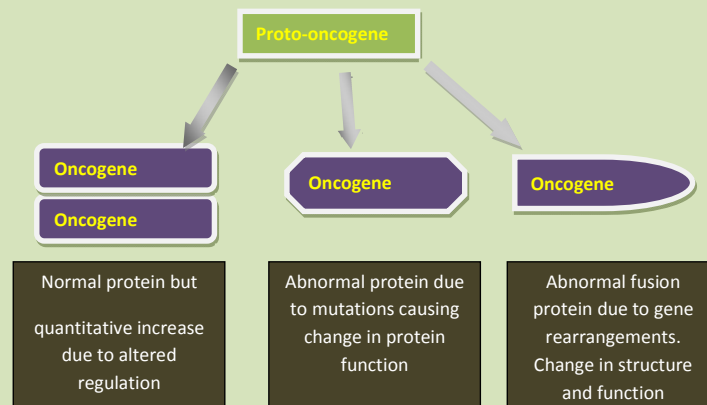 Proto-oncogene
Oncogene
Oncogene
Oncogene
Oncogene
Normal protein but
quantitative increase
due to altered
regulation
Abnormal protein due
to mutations causing
change in protein
function
Abnormal fusion
protein due to gene
rearrangements.
Change in structure
and function